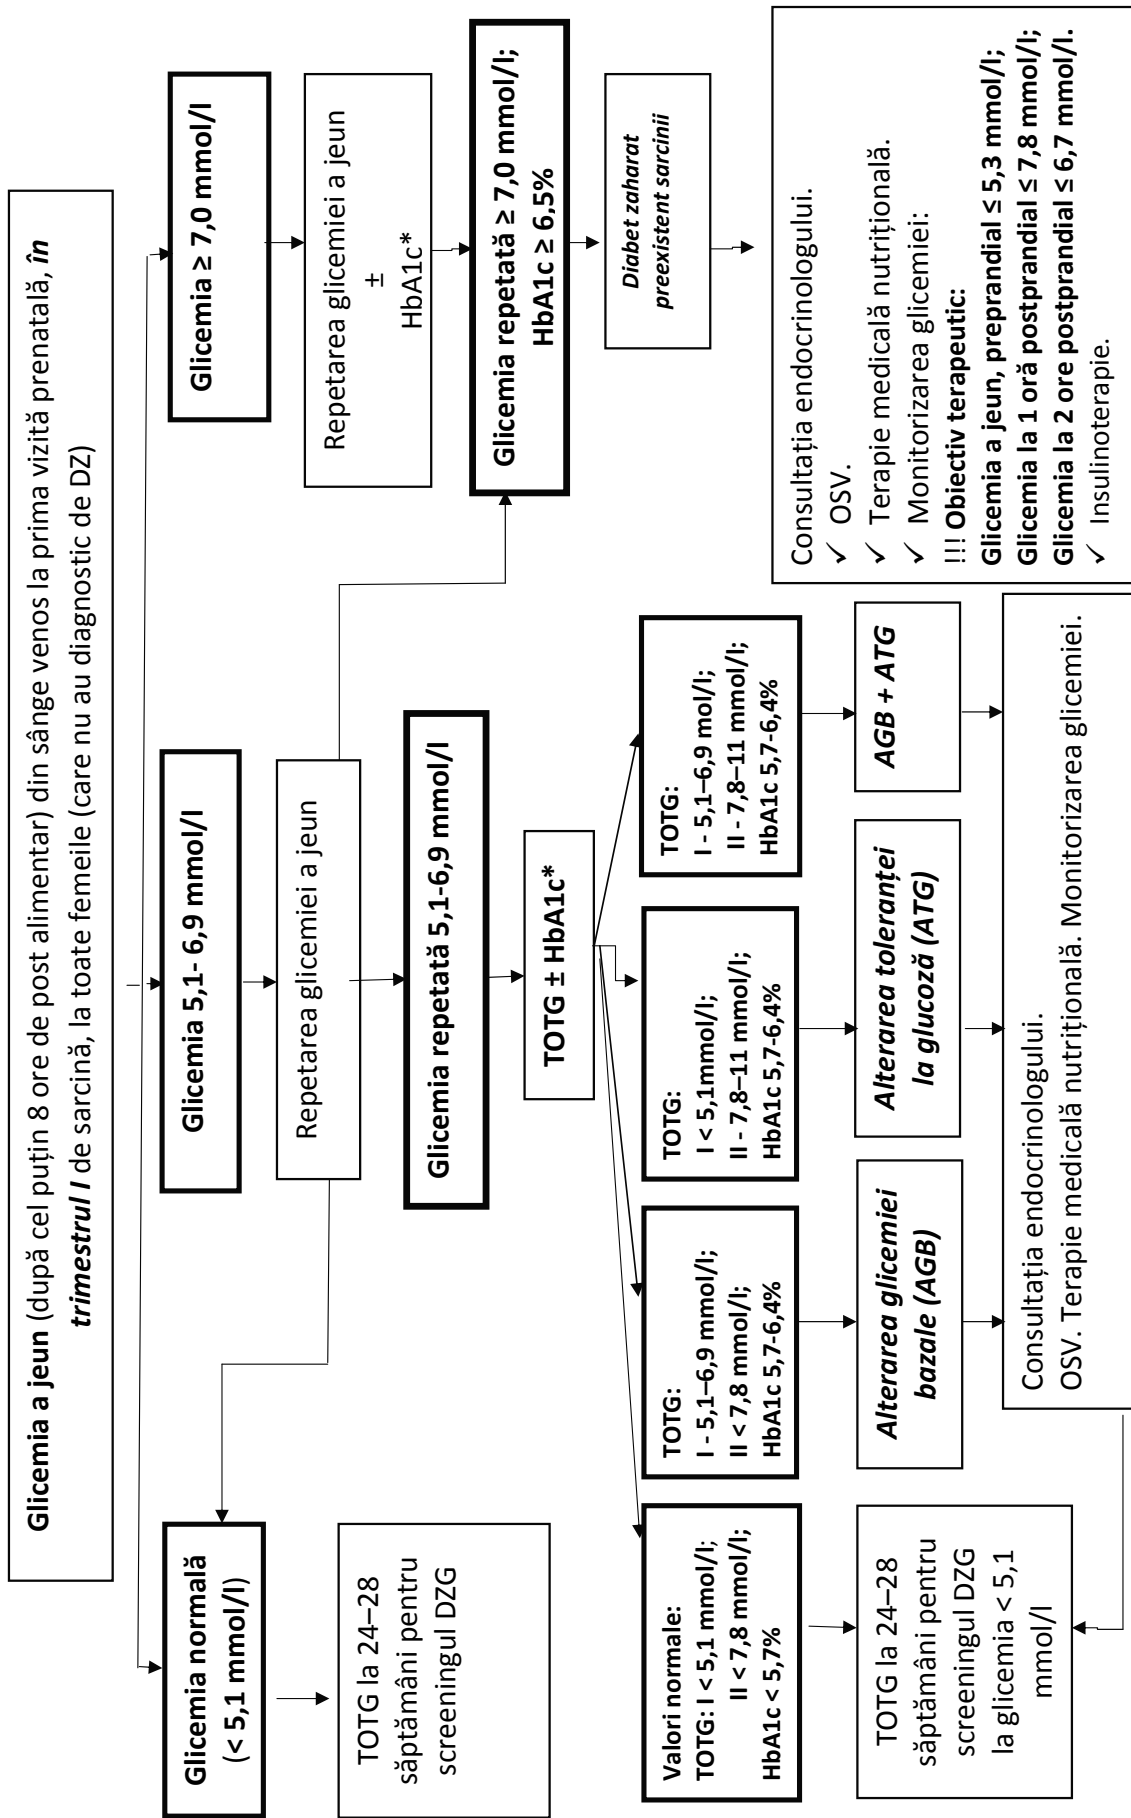 Glicemia a jeun (după cel puțin 8 ore de post alimentar) din sânge venos la prima vizită prenatală, în
trimestrul I de sarcină, la toate femeile (care nu au diagnostic de DZ)
Glicemia normală
(< 5,1 mmol/l)
TOTG la 24–28
săptămâni pentru
screeningul DZG
Glicemia 5,1- 6,9 mmol/l
Repetarea glicemiei a jeun
Glicemia repetată 5,1-6,9 mmol/l
TOTG ± HbA1c*
Glicemia ≥ 7,0 mmol/l
Repetarea glicemiei a jeun
±
HbA1c*
Glicemia repetată ≥ 7,0 mmol/l;
HbA1c ≥ 6,5%
Diabet zaharat
preexistent sarcinii
Valori normale:
TOTG: I < 5,1 mmol/l;
II < 7,8 mmol/l;
HbA1c < 5,7%
TOTG:
I - 5,1–6,9 mmol/l;
II < 7,8 mmol/l;
HbA1c 5,7-6,4%
TOTG:
I < 5,1mmol/l;
II - 7,8–11 mmol/l;
HbA1c 5,7-6,4%
TOTG:
I - 5,1–6,9 mol/l;
II - 7,8–11 mmol/l;
HbA1c 5,7-6,4%
TOTG la 24–28
săptămâni pentru
screeningul DZG
la glicemia < 5,1
mmol/l
Alterarea glicemiei
bazale (AGB)
Alterarea toleranței
la glucoză (ATG)
AGB + ATG
Consultația endocrinologului.
OSV. Terapie medicală nutrițională. Monitorizarea glicemiei.
Consultația endocrinologului.
✓ OSV.
✓ Terapie medicală nutrițională.
✓ Monitorizarea glicemiei:
!!! Obiectiv terapeutic:
Glicemia a jeun, preprandial ≤ 5,3 mmol/l;
Glicemia la 1 oră postprandial ≤ 7,8 mmol/l;
Glicemia la 2 ore postprandial ≤ 6,7 mmol/l.
✓ Insulinoterapie.